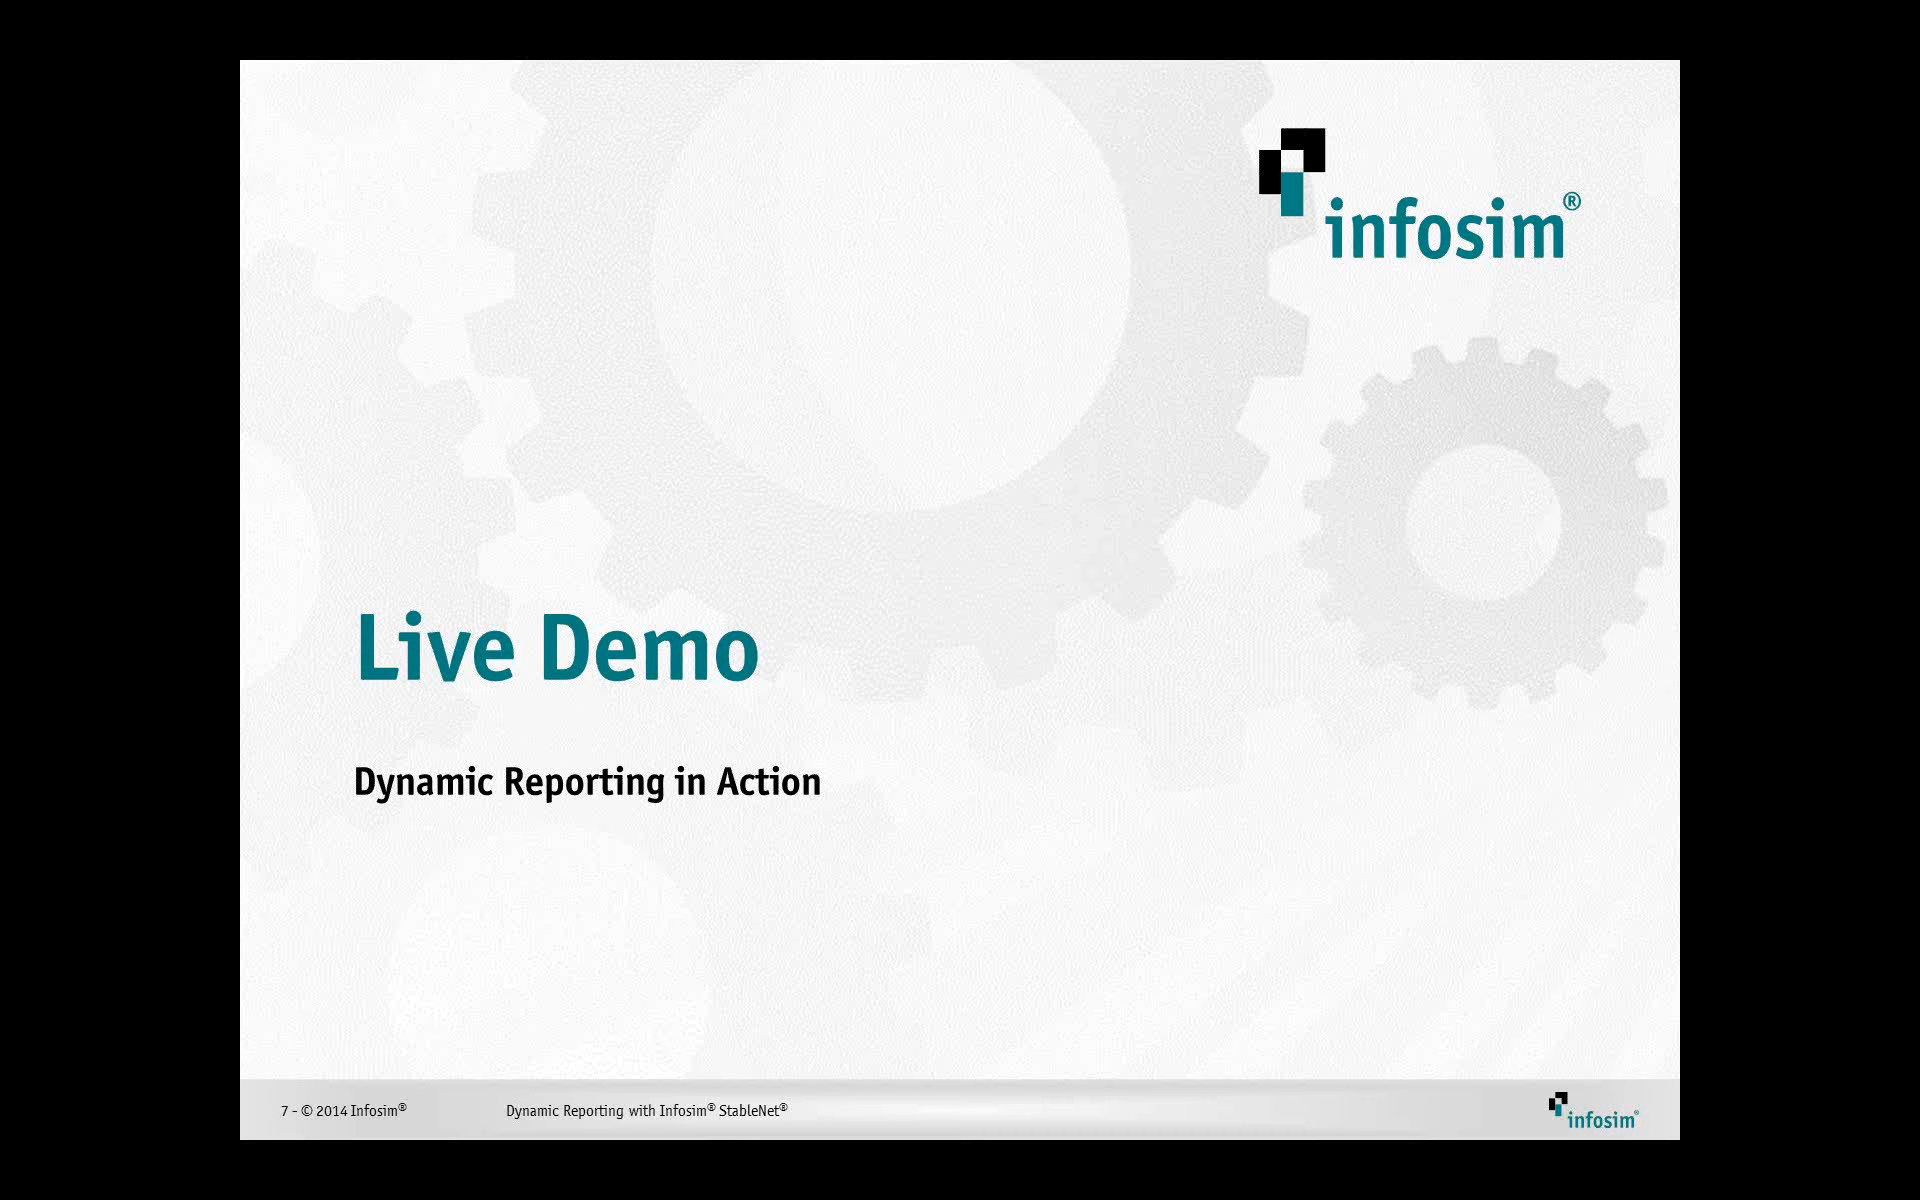 infosim®
Live Demo
Dynamic Reporting in Action
7 - © 2014 Infosim®
Dynamic Reporting with Infosim® StableNet®
infosim®